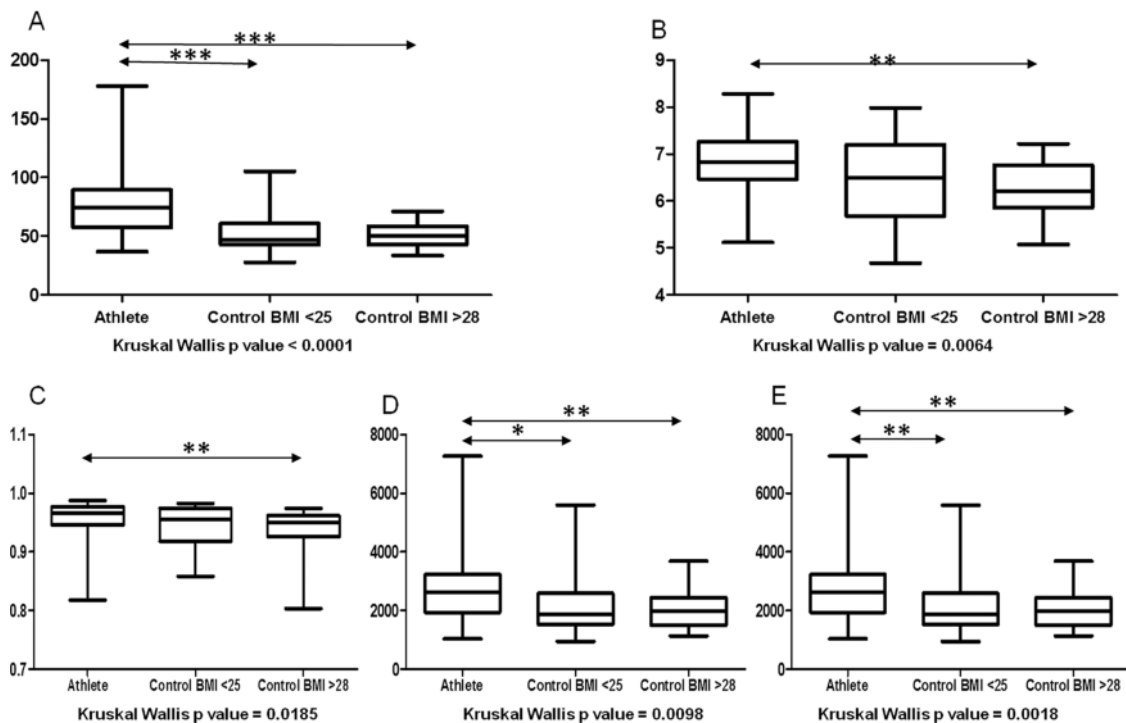 A
***
***
200
150
100
50
0
Athlete Control BMI <25 Control BMI >28
Kruskal Wallis p value < 0.0001
B
**
9
8
7
6
5
4
Athlete Control BMI <25 Control BMI >28
Kruskal Wallis p value = 0.0064
C
**
1.1
1.0
0.9
0.8
0.7
Athlete Control BMI <25 Control BMI >28
Kruskal Wallis p value = 0.0185
D
**
*
8000
6000
4000
2000
0
Athlete Control BMI <25 Control BMI >28
Kruskal Wallis p value = 0.0098
E
**
**
8000
6000
4000
2000
0
Athlete Control BMI <25 Control BMI >28
Kruskal Wallis p value = 0.0018